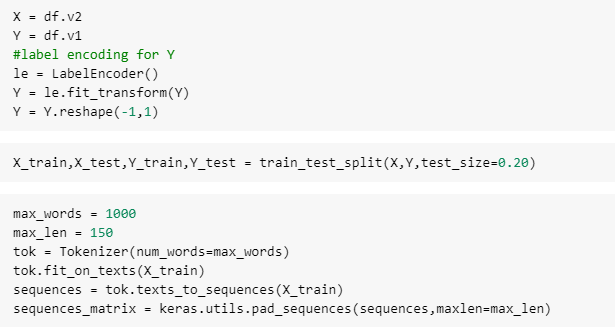 X = df.v2
Y = df.v1
#label encoding for Y
le = LabelEncoder()
Y = le.fit_transform(Y)
Y = Y.reshape(-1,1)
X_train,X_test,Y_train,Y_test = train_test_split(X,Y,test_size=0.20)
max_words = 1000
max_len = 150
tok = Tokenizer(num_words=max_words)
tok.fit_on_texts(X_train)
sequences = tok.texts_to_sequences(X_train)
sequences_matrix = keras.utils.pad_sequences(sequences,maxlen=max_len)